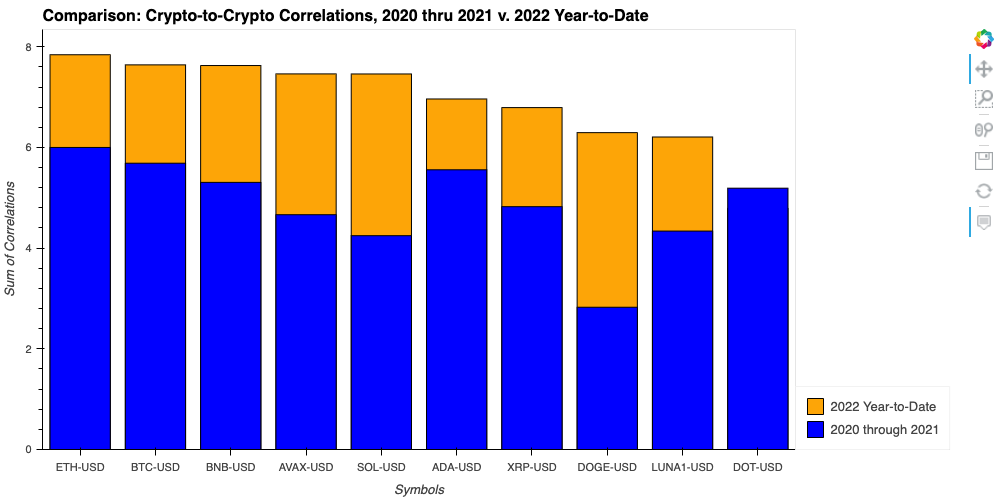 Comparison: Crypto-to-Crypto Correlations, 2020 thru 2021 v. 2022 Year-to-Date
8
6
4
2
0
Sum of Correlations
ETH-USD BTC-USD BNB-USD AVAX-USD SOL-USD ADA-USD XRP-USD DOGE-USD LUNA1-USD DOT-USD
Symbols
2022 Year-to-Date
2020 through 2021